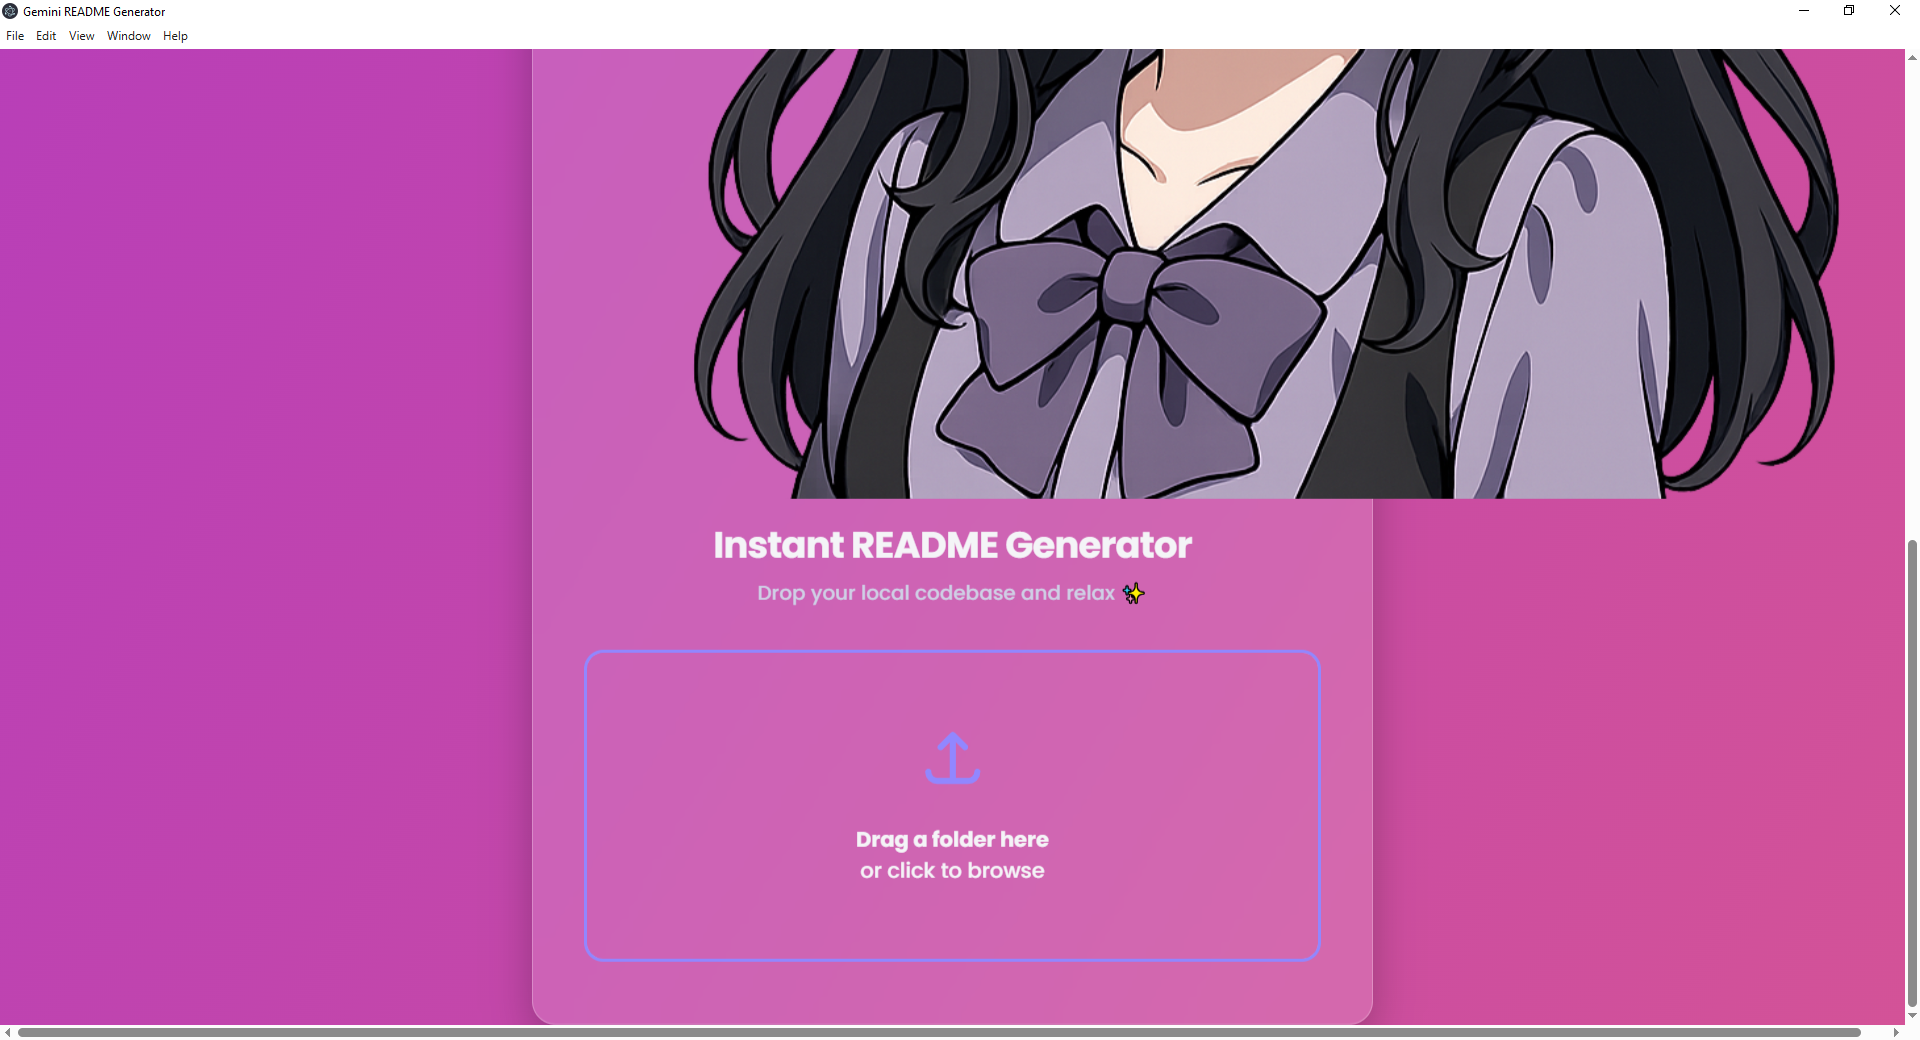 Gemini README Generator
File Edit View Window Help
Instant README Generator
Drop your local codebase and relax ✨
Drag a folder here
or click to browse